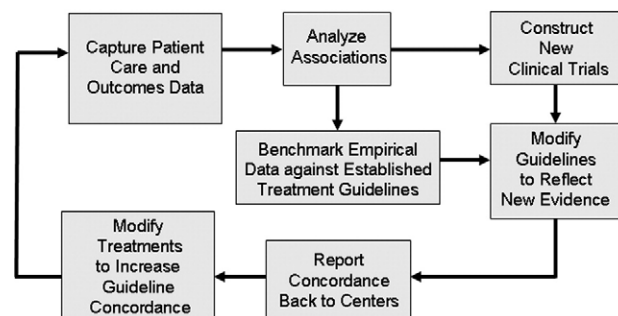 Capture Patient
Care and
Outcomes Data
Analyze
Associations
Construct
New
Clinical Trials
Benchmark Empirical
Data against Established
Treatment Guidelines
Modify
Guidelines
to Reflect
New Evidence
Report
Concordance
Back to Centers
Modify
Treatments
to Increase
Guideline
Concordance